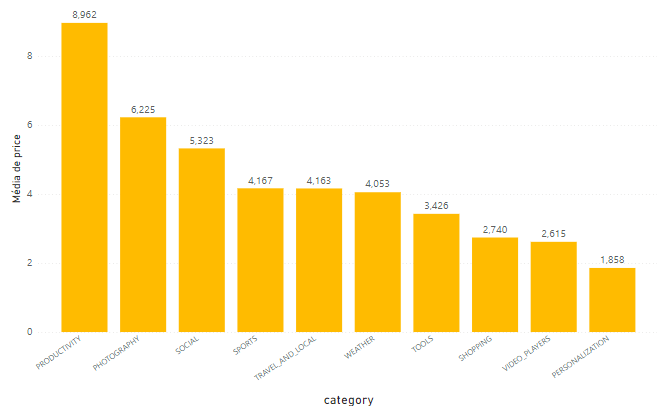 8,962
6,225
5,323
4,167
4,163
4,053
3,426
2,740
2,615
1,858
8
6
4
2
0
Média de price
PRODUCTIVITY
PHOTOGRAPHY
SOCIAL
SPORTS
TRAVEL_AND_LOCAL
WEATHER
TOOLS
SHOPPING
VIDEO_PLAYERS
PERSONALIZATION
category